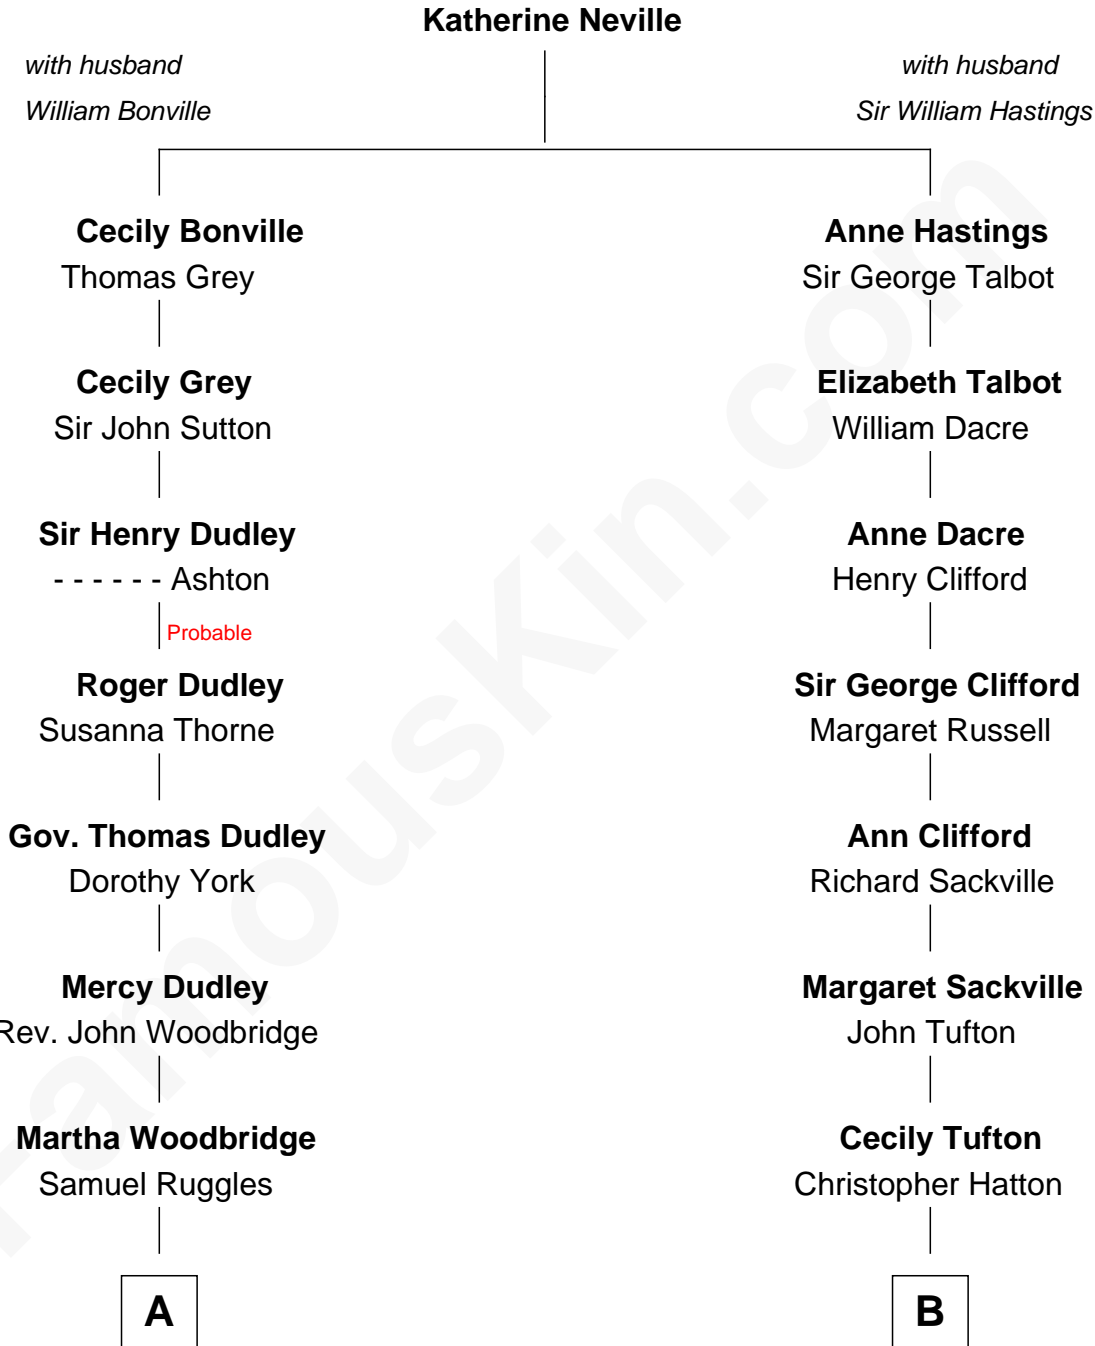 Katherine Neville
with husband
William Bonville
with husband
Sir William Hastings
Cecily Bonville
Thomas Grey
Anne Hastings
Sir George Talbot
Cecily Grey
Sir John Sutton
Elizabeth Talbot
William Dacre
Sir Henry Dudley
- - - - - - Ashton
Anne Dacre
Henry Clifford
Probable
Roger Dudley
Susanna Thorne
Sir George Clifford
Margaret Russell
Gov. Thomas Dudley
Dorothy York
Ann Clifford
Richard Sackville
Mercy Dudley
Rev. John Woodbridge
Margaret Sackville
John Tufton
Martha Woodbridge
Samuel Ruggles
Cecily Tufton
Christopher Hatton
A
B
FamousKin.com